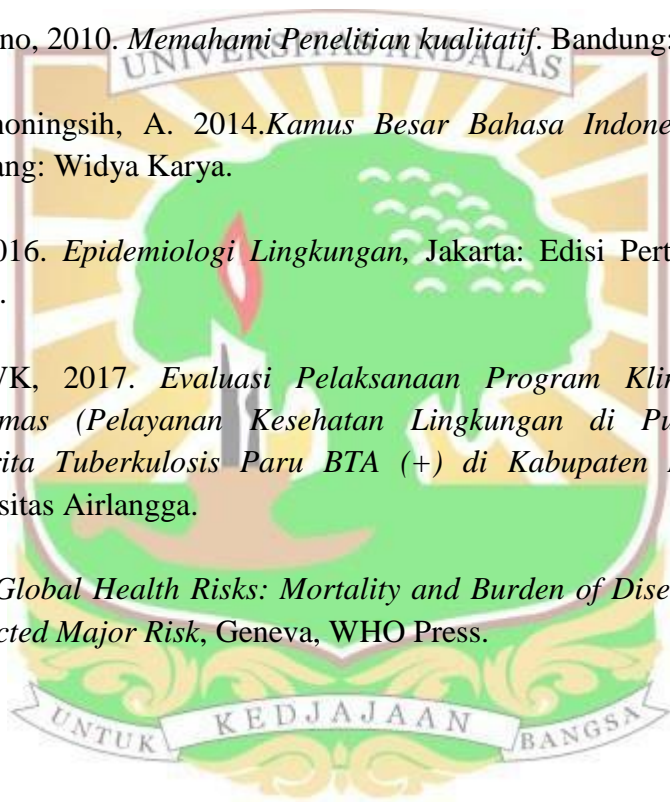 no, 2010. Memahami Penelitian kualitatif. Bandung:
UNIVERSITAS ANDALAS
noningsih, A. 2014.Kamus Besar Bahasa Indone
ang: Widya Karya.
016. Epidemiologi Lingkungan, Jakarta: Edisi Pert
.
VK, 2017. Evaluasi Pelaksanaan Program Klin
mas (Pelayanan Kesehatan Lingkungan di Pu
rita Tuberkulosis Paru BTA (+) di Kabupaten
sitas Airlangga.
Global Health Risks: Mortality and Burden of Dise
cted Major Risk, Geneva, WHO Press.
UNTUK KEDJAJAAN BANGSA